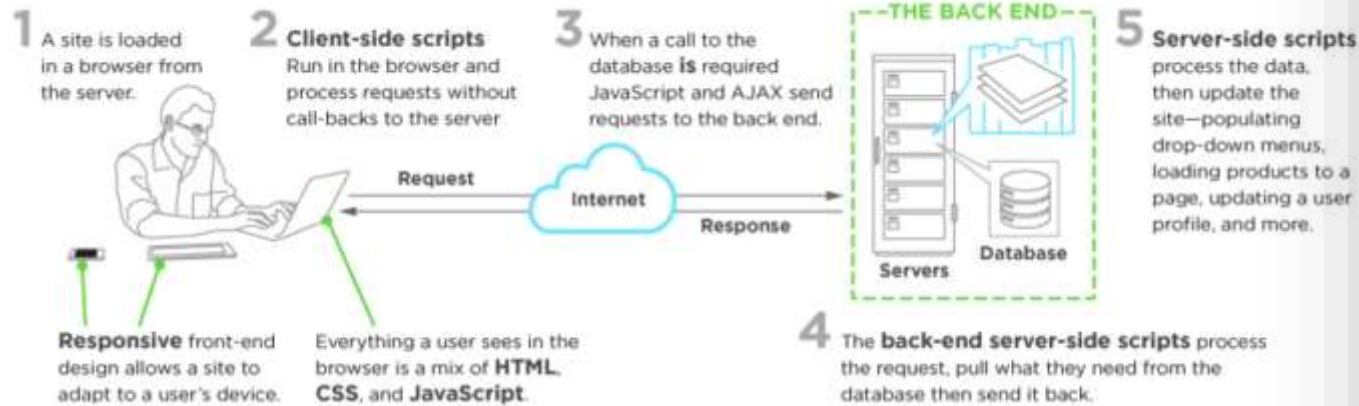 1 A site is loaded
in a browser from
the server.
2 Client-side scripts
Run in the browser and
process requests without
call-backs to the server
3 When a call to the
database is required
JavaScript and AJAX send
requests to the back end.
THE BACK END
5 Server-side scripts
process the data,
then update the
site—populating
drop-down menus,
loading products to a
page, updating a user
profile, and more.
Request
Internet
Response
Servers
Database
Responsive front-end
design allows a site to
adapt to a user's device.
Everything a user sees in the
browser is a mix of HTML,
CSS, and JavaScript.
4 The back-end server-side scripts process
the request, pull what they need from the
database then send it back.